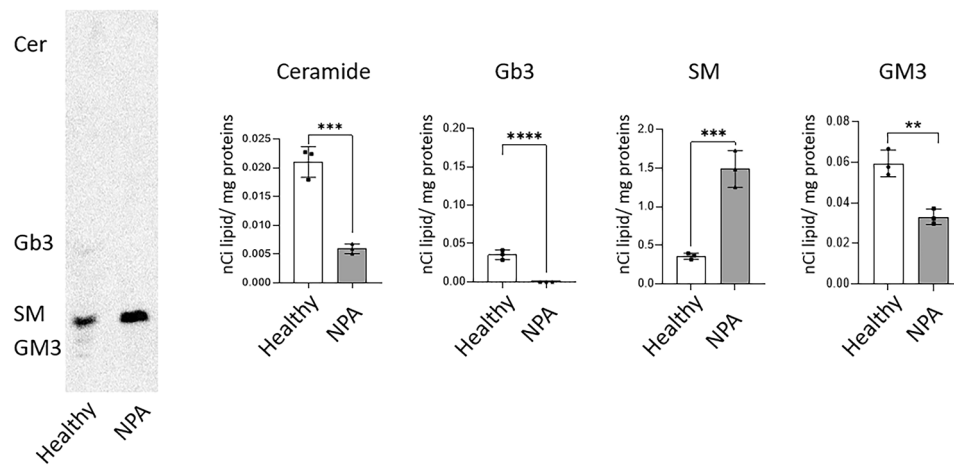 Cer
Gb3
SM
GM3
Healthy
NPA
Ceramide
nCi lipid/ mg proteins
0.025
0.020
0.015
0.010
0.005
0.000
***
Healthy
NPA
Gb3
nCi lipid/ mg proteins
0.20
0.15
0.10
0.05
0.00
****
Healthy
NPA
SM
nCi lipid/ mg proteins
2.0
1.5
1.0
0.5
0.0
***
Healthy
NPA
GM3
nCi lipid/ mg proteins
0.08
0.06
0.04
0.02
0.00
**
Healthy
NPA